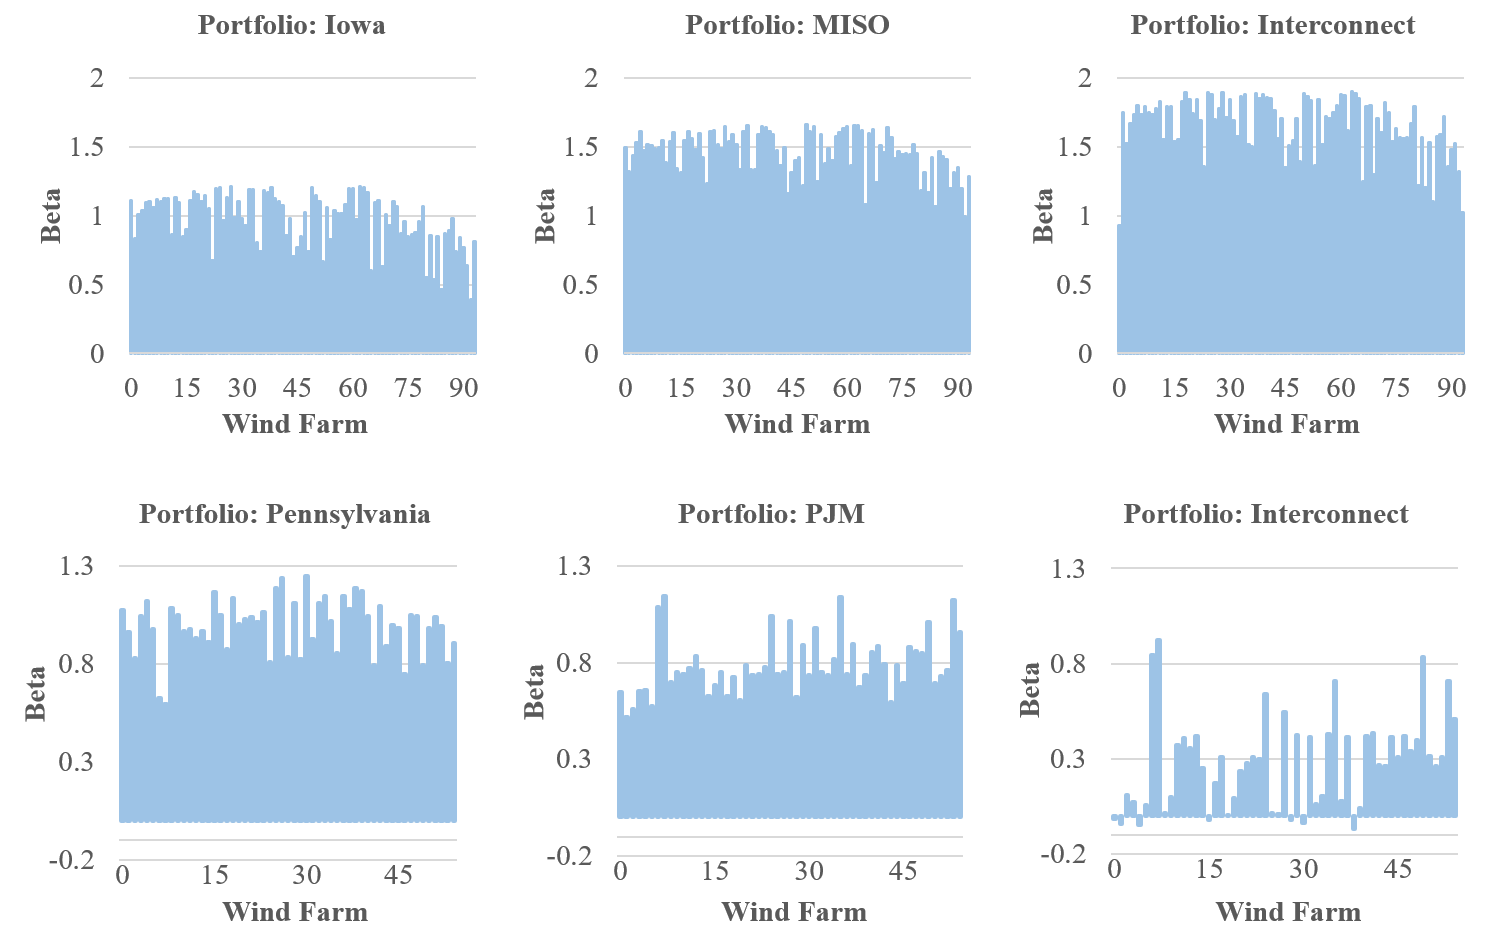 Portfolio: Iowa
2
1.5
1
0.5
0
Beta
0 15 30 45 60 75 90
Wind Farm
Portfolio: MISO
2
1.5
1
0.5
0
Beta
0 15 30 45 60 75 90
Wind Farm
Portfolio: Interconnect
2
1.5
1
0.5
0
Beta
0 15 30 45 60 75 90
Wind Farm
Portfolio: Pennsylvania
1.3
0.8
0.3
-0.2
Beta
0 15 30 45
Wind Farm
Portfolio: PJM
1.3
0.8
0.3
-0.2
Beta
0 15 30 45
Wind Farm
Portfolio: Interconnect
1.3
0.8
0.3
-0.2
Beta
0 15 30 45
Wind Farm